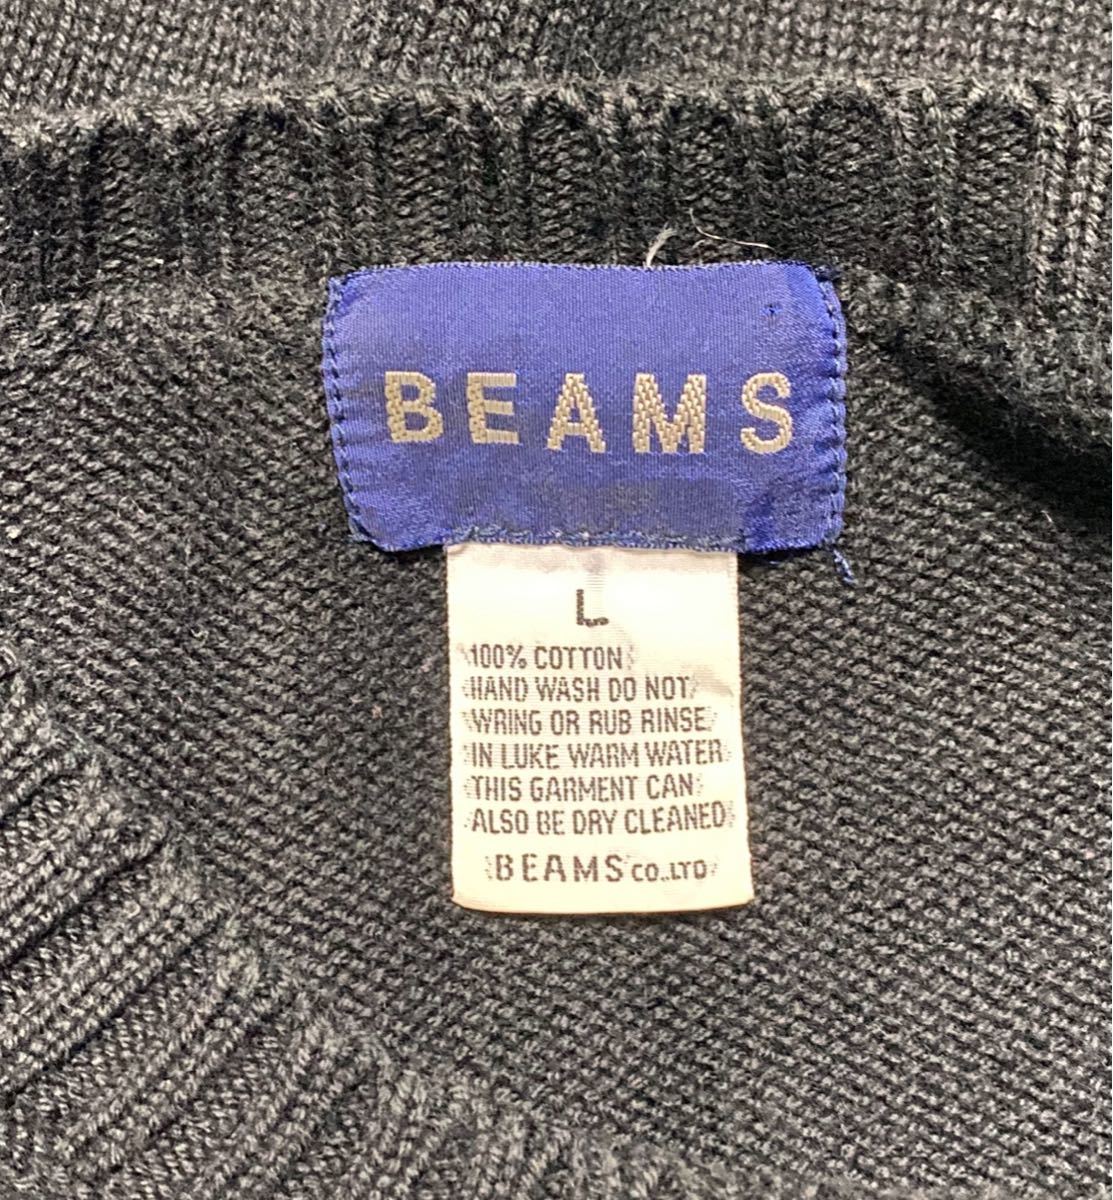 BEAMS
L
100% COTTON
HAND WASH DO NOT
WRING OR RUB RINSE
IN LUKE WARM WATER
THIS GARMENT CAN
ALSO BE DRY CLEANED
BEAMS CO.,LTD